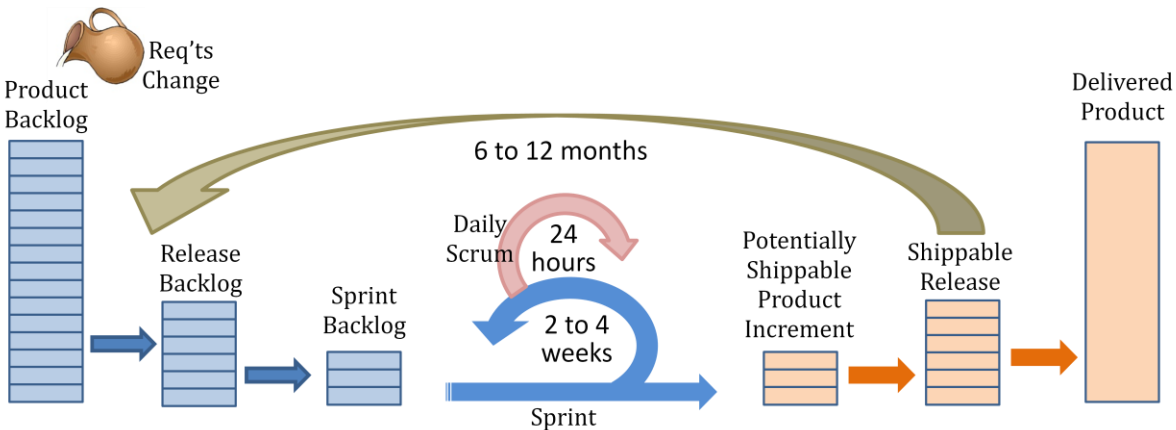 Req'ts
Change
Product
Backlog
Delivered
Product
6 to 12 months
Daily
Scrum
24
hours
Release
Backlog
Sprint
Backlog
2 to 4
weeks
Sprint
Potentially
Shippable
Product
Increment
Shippable
Release